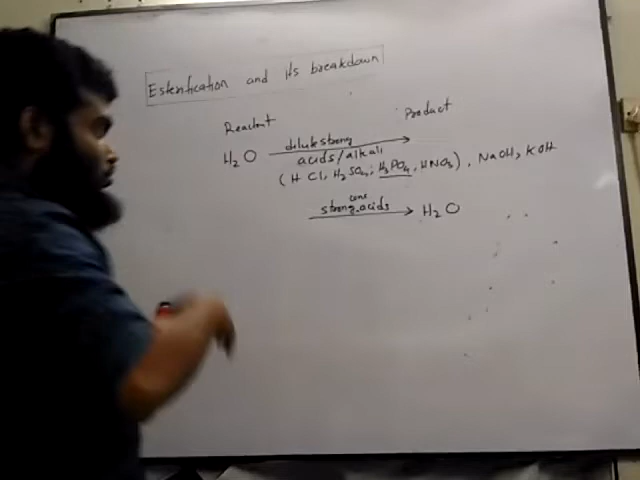 Esterification and its breakdown
Reactant
Product
H2O dilute strong
acids/alkali
(HCl, H2SO4, H3PO4, HNO3), NaOH, KOH
conc
strong acids → H2O